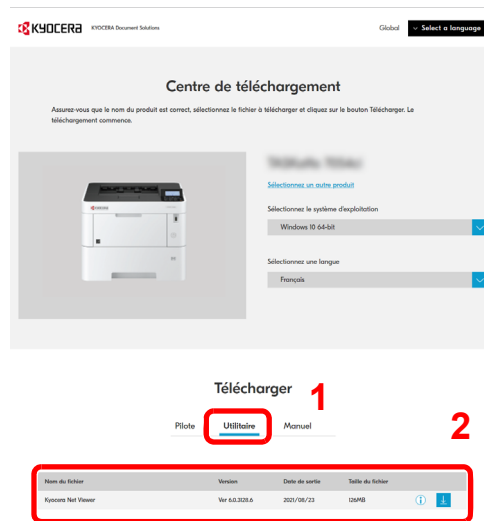 KYOCERA KYOCERA Document Solutions Global Select a language
Centre de téléchargement
Assurez-vous que le nom du produit est correct, sélectionnez le fichier à télécharger et cliquez sur le bouton Télécharger. Le
téléchargement commence.
Sélectionnez un autre produit
Sélectionnez le système d'exploitation
Windows 10 64-bit
Sélectionnez une langue
Français
Télécharger 1
Pilote Utilitaire Manuel
2
Nom du fichier Version Date de sortie Taille du fichier
Kyocera Net Viewer Ver 6.0.3128.6 2021/08/23 126MB